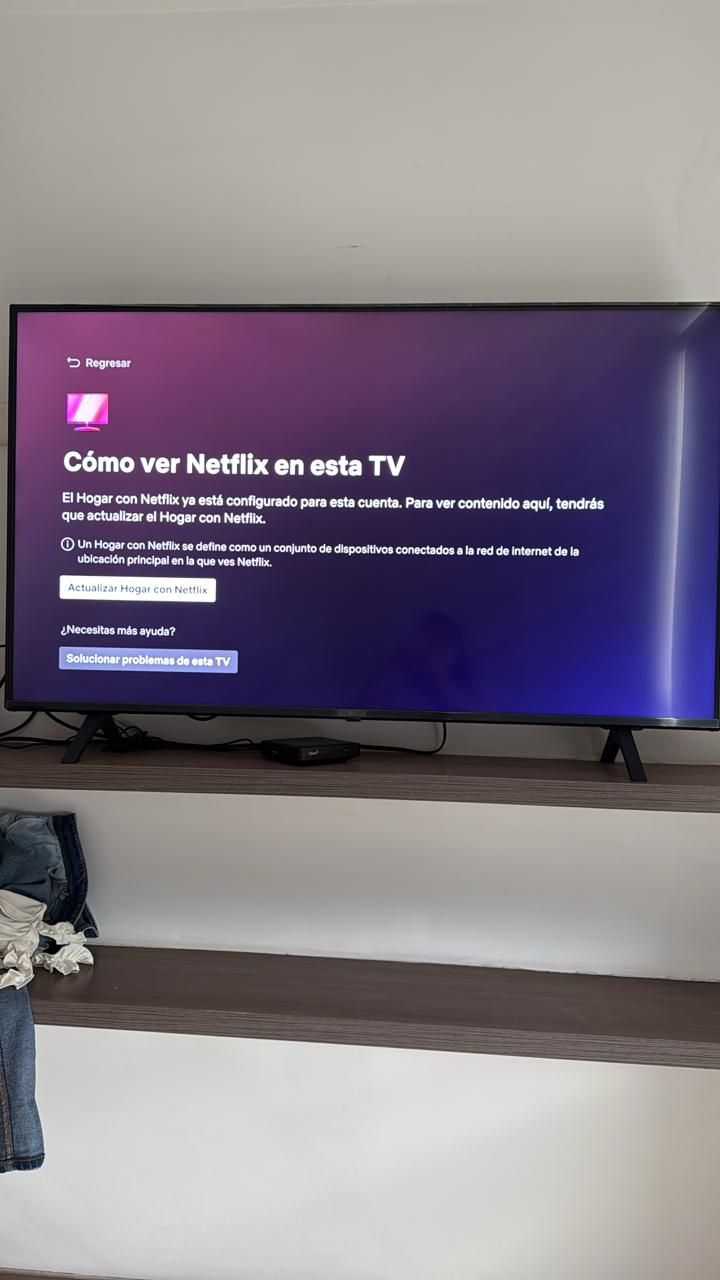 Regresar
Cómo ver Netflix en esta TV
El Hogar con Netflix ya está configurado para esta cuenta. Para ver contenido aquí, tendrás
que actualizar el Hogar con Netflix.
Un Hogar con Netflix se define como un conjunto de dispositivos conectados a la red de internet de la
ubicación principal en la que ves Netflix.
Actualizar Hogar con Netflix
¿Necesitas más ayuda?
Solucionar problemas de esta TV